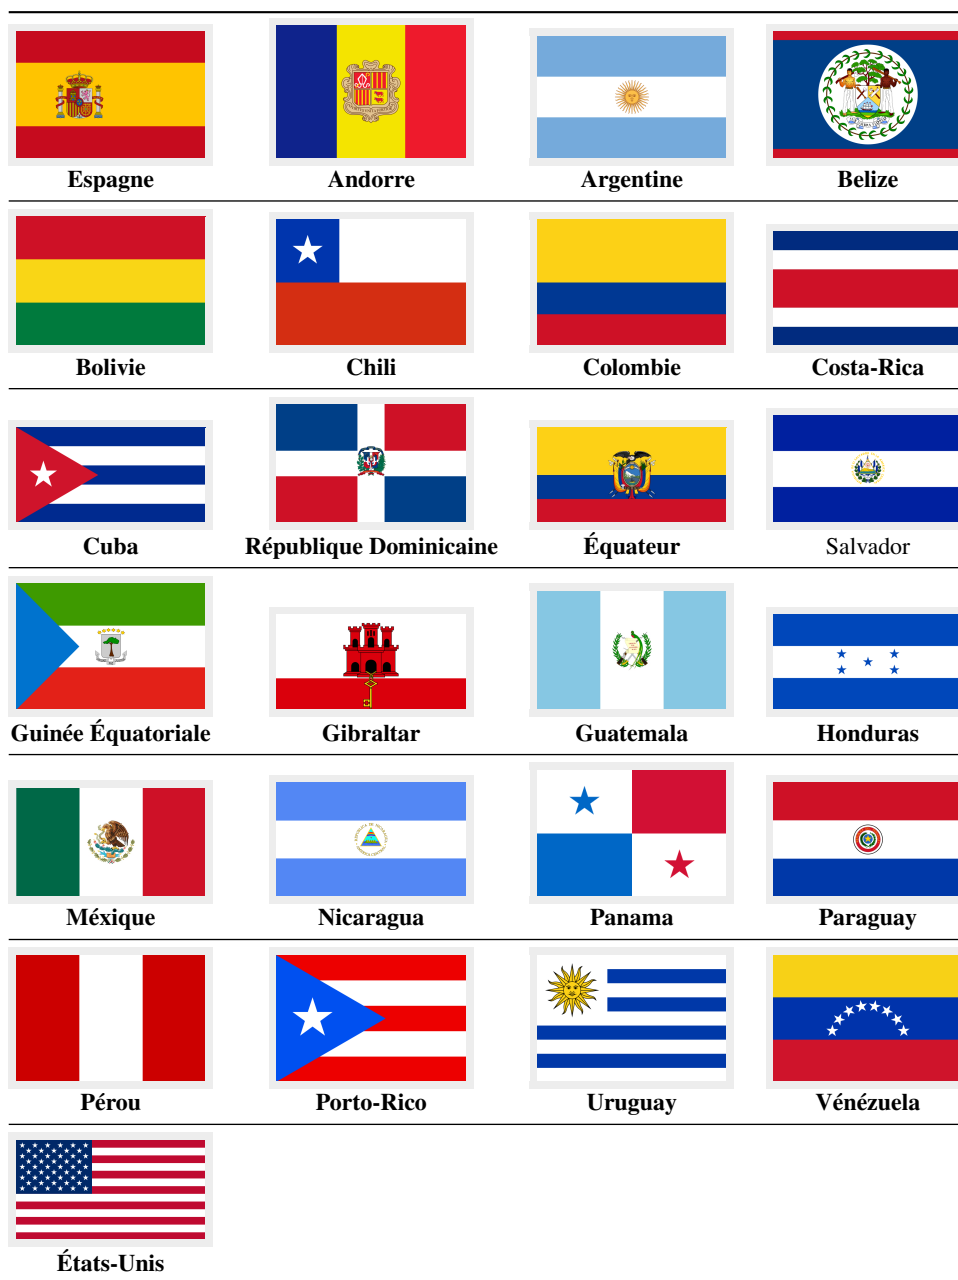 Espagne Andorre Argentine Belize
Bolivie Chili Colombie Costa-Rica
Cuba République Dominicaine Équateur Salvador
Guinée Équatoriale Gibraltar Guatemala Honduras
Méxique Nicaragua Panama Paraguay
Pérou Porto-Rico Uruguay Vénézuela
États-Unis